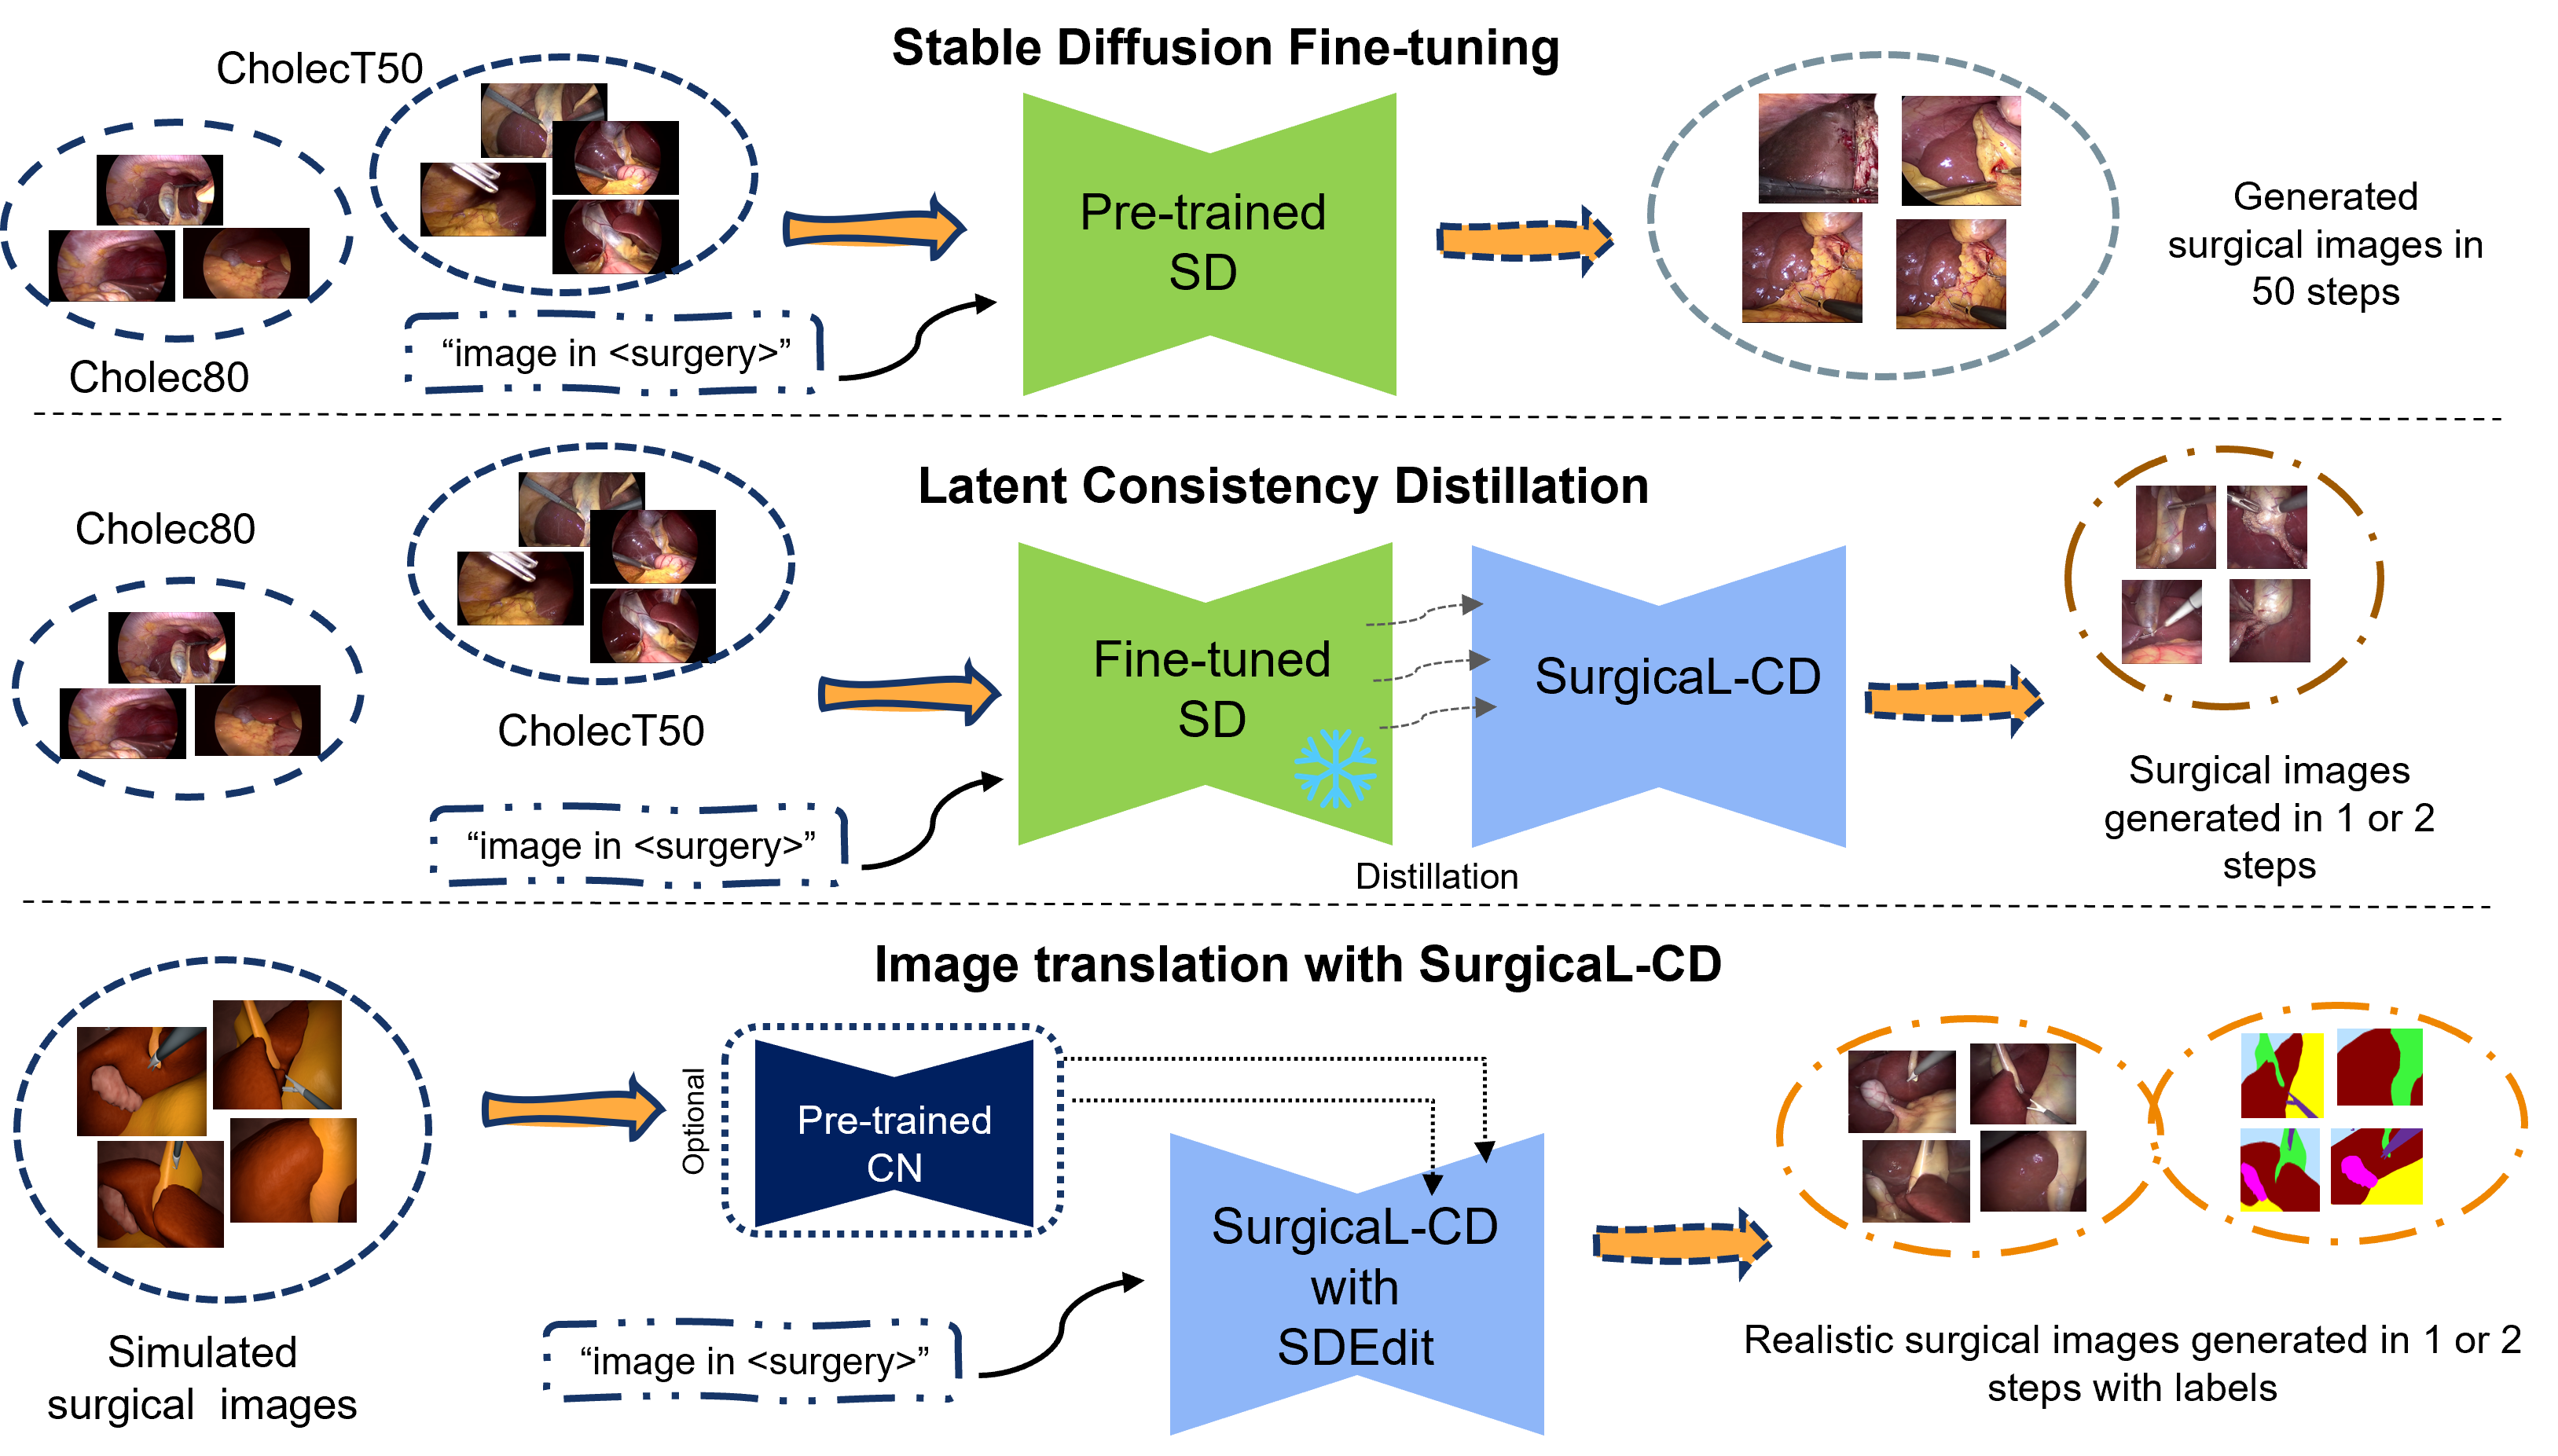 Stable Diffusion Fine-tuning
CholecT50
Cholec80
“image in <surgery>”
Pre-trained
SD
Generated
surgical images in
50 steps
Latent Consistency Distillation
Cholec80
CholecT50
“image in <surgery>”
Fine-tuned
SD
Distillation
SurgicaL-CD
Surgical images
generated in 1 or 2
steps
Image translation with SurgicaL-CD
Simulated
surgical images
Optional
Pre-trained
CN
“image in <surgery>”
SurgicaL-CD
with
SDEdit
Realistic surgical images generated in 1 or 2
steps with labels